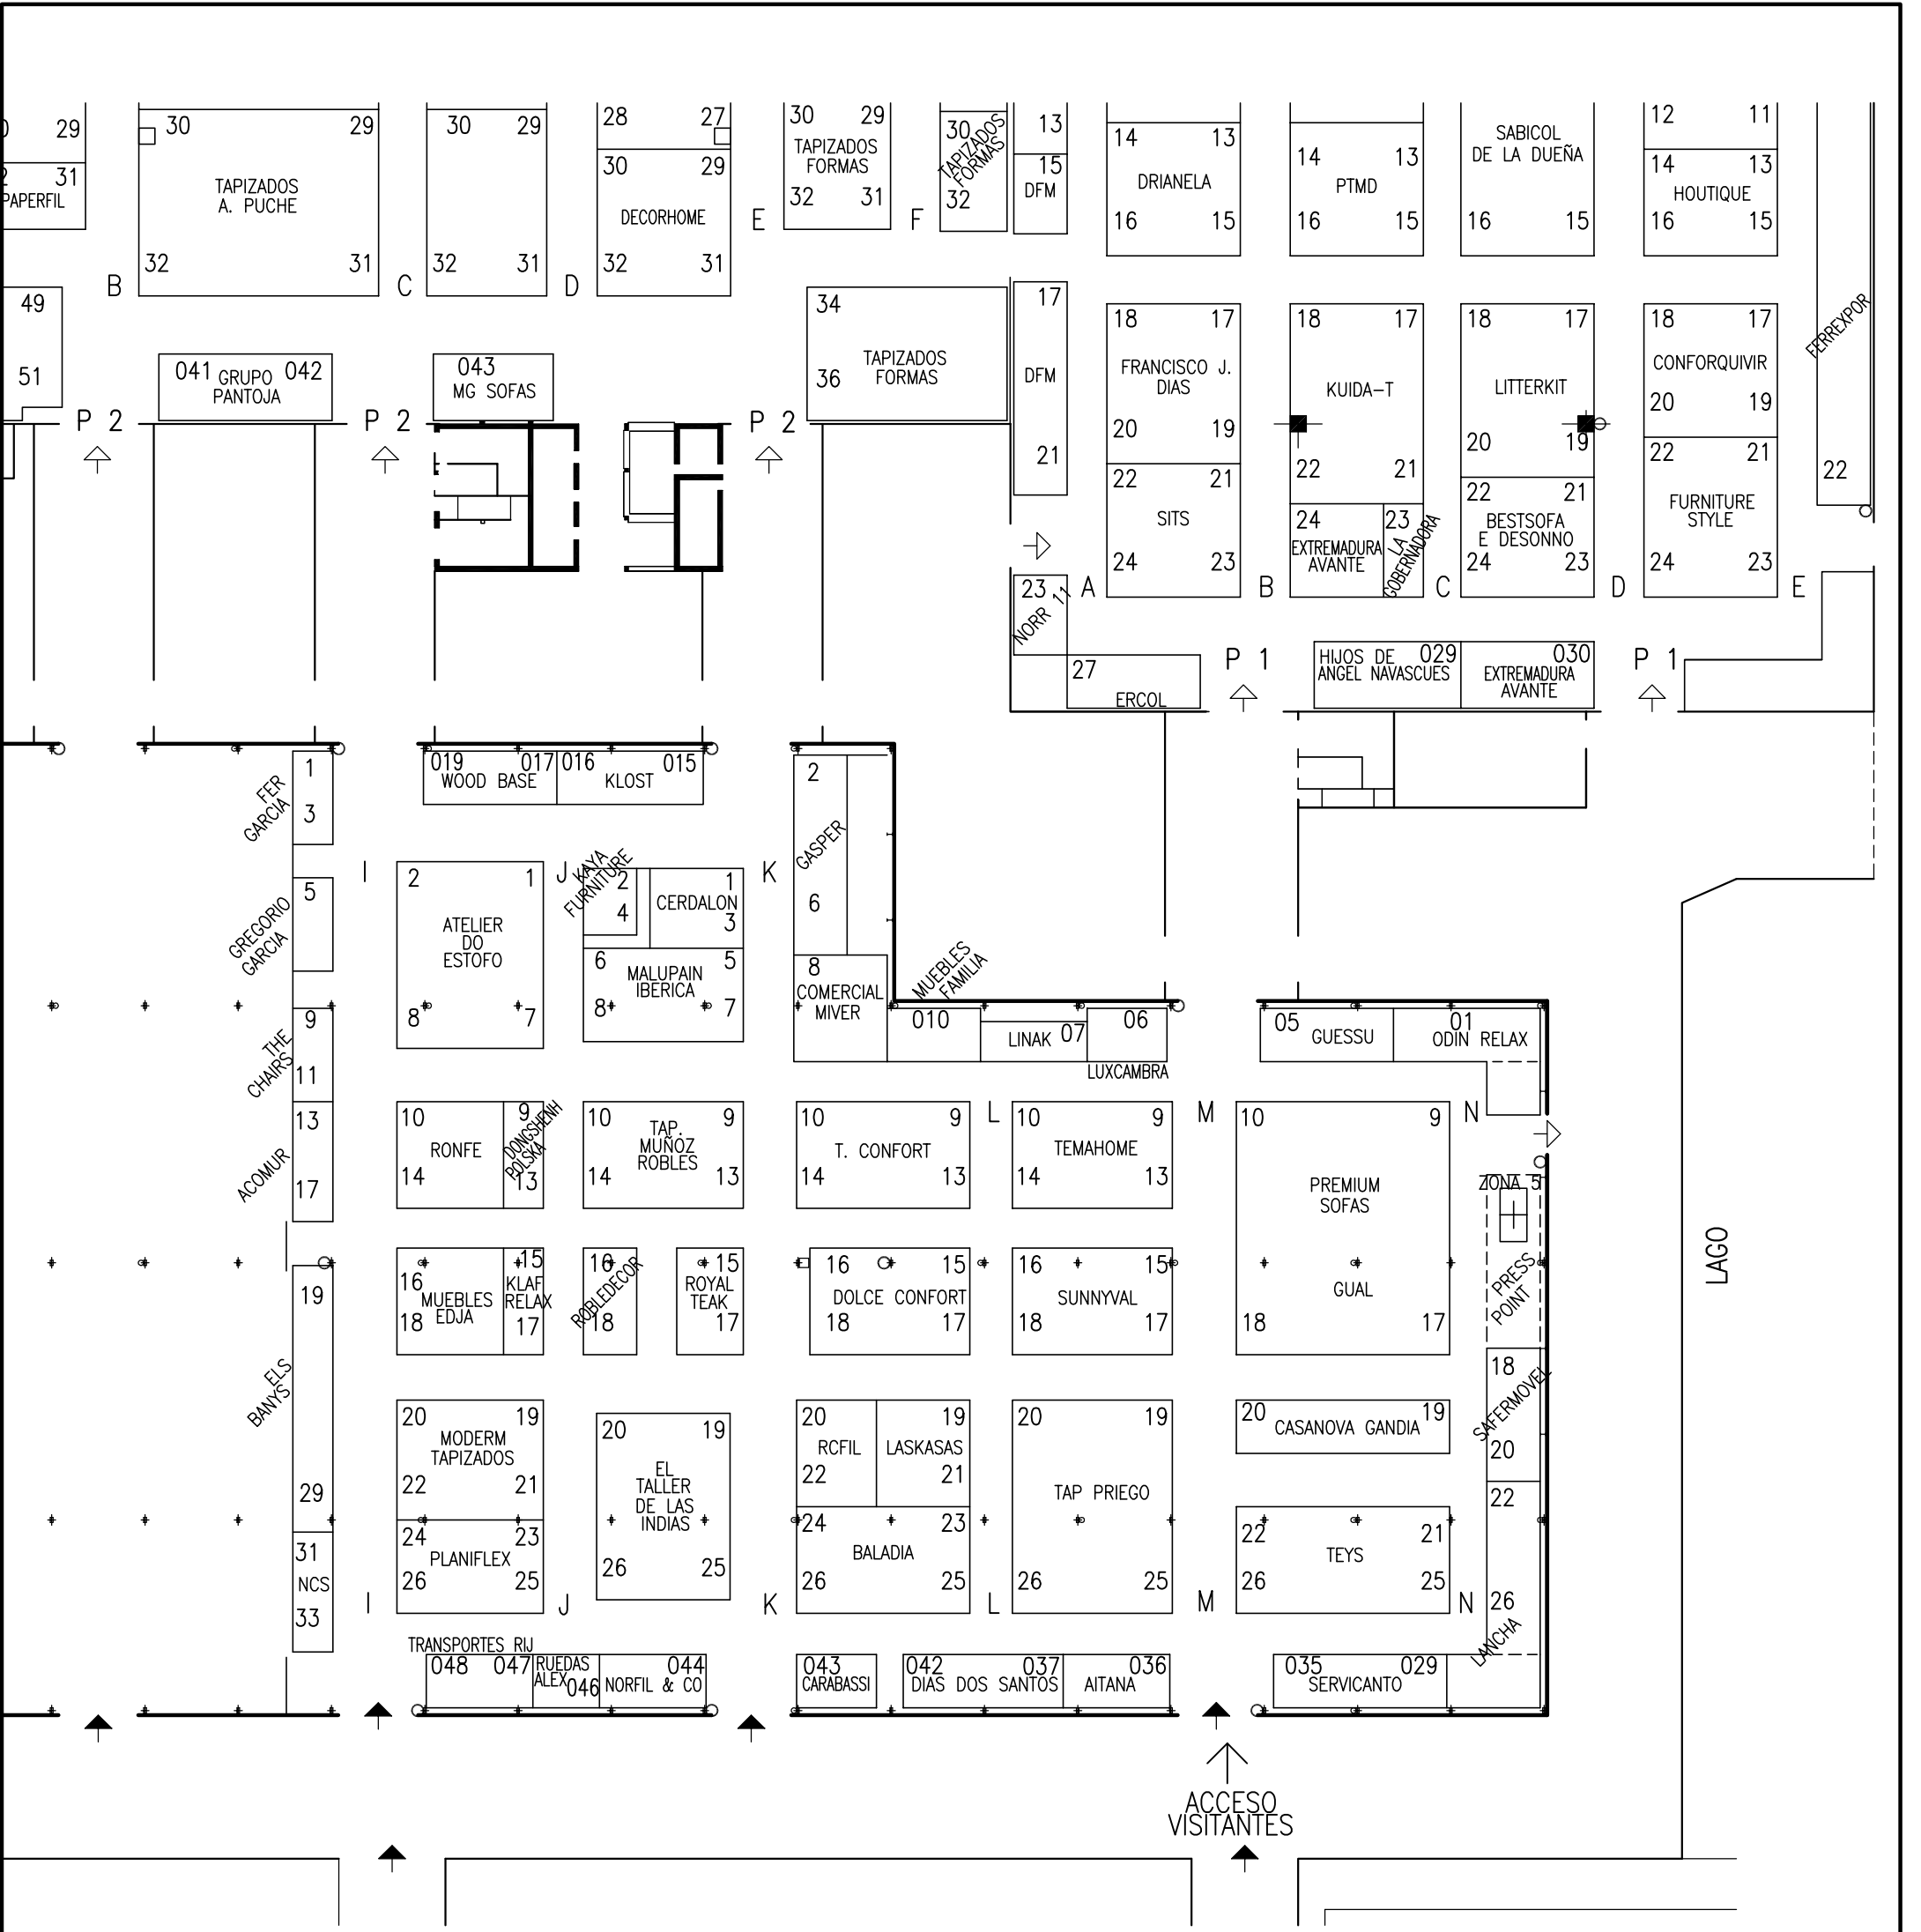 29
30
29
30
29
28
27
30
29
TAPIZADOS
FORMAS
30
TAPIZADOS
FORMAS
13
14
13
14
13
SABICOL
DE LA DUEÑA
12
11
31
PAPERFIL
TAPIZADOS
A. PUCHE
30
29
DECORHOME
32
31
32
15
DFM
DRIANELA
PTMD
14
13
HOUTIQUE
32
31
32
31
32
31
E
F
16
15
16
15
16
15
16
15
B
C
D
49
51
041
GRUPO
PANTOJA
042
043
MG SOFAS
34
36
TAPIZADOS
FORMAS
17
DFM
21
18
17
FRANCISCO J.
DIAS
20
19
18
17
KUIDA-T
22
21
18
17
LITTERKIT
20
19
18
17
CONFORQUIVIR
20
19
FERREXPOR
22
P 2
P 2
P 2
22
21
SITS
24
23
24
EXTREMADURA
AVANTE
23
LA
GOBERNADORA
22
21
BESTSOFA
E DESONNO
24
23
22
21
FURNITURE
STYLE
24
23
23
NORR 11
A
B
C
D
E
27
ERCOL
P 1
HIJOS DE
ANGEL NAVASCUES
029
030
EXTREMADURA
AVANTE
P 1
FER
GARCIA
1
3
019
017
WOOD BASE
016
015
KLOST
2
GASPER
6
I
J
K
GREGORIO
GARCIA
5
2
1
ATELIER
DO
ESTOFO
8
7
KAYA
FURNITURE
2
4
1
CERDALON
3
6
5
MALUPAIN
IBERICA
8
7
8
COMERCIAL
MIVER
MUEBLES
FAMILIA
010
LINAK
07
06
LUXCAMBRA
05
GUESSU
01
ODIN RELAX
THE
CHAIRS
9
11
ACOMUR
13
17
10
RONFE
14
9
DONGSHENH
POLSKA
13
10
9
TAP.
MUÑOZ
ROBLES
14
13
10
9
T. CONFORT
14
13
L
10
9
TEMAHOME
14
13
M
10
9
PREMIUM
SOFAS
GUAL
18
17
N
ZONA 5
PRESS
POINT
LAGO
ELS
BANYS
19
29
16
MUEBLES
EDJA
18
15
KLAF
RELAX
17
16
ROBLEDECOR
18
15
ROYAL
TEAK
17
16
15
DOLCE CONFORT
18
17
16
15
SUNNYVAL
18
17
18
SAFERMOVEL
20
20
19
MODERM
TAPIZADOS
22
21
20
19
EL
TALLER
DE LAS
INDIAS
26
25
20
RCFIL
22
19
LASKASAS
21
20
19
TAP PRIEGO
26
25
20
19
CASANOVA GANDIA
31
NCS
33
24
23
PLANIFLEX
26
25
24
23
BALADIA
26
25
22
21
TEYS
26
25
22
26
LANCHA
I
J
K
L
M
N
TRANSPORTES RIJ
048
047
RUEDAS
ALEX
046
044
NORFIL & CO
043
CARABASSI
042
037
DIAS DOS SANTOS
036
AITANA
035
029
SERVICANTO
ACCESO
VISITANTES